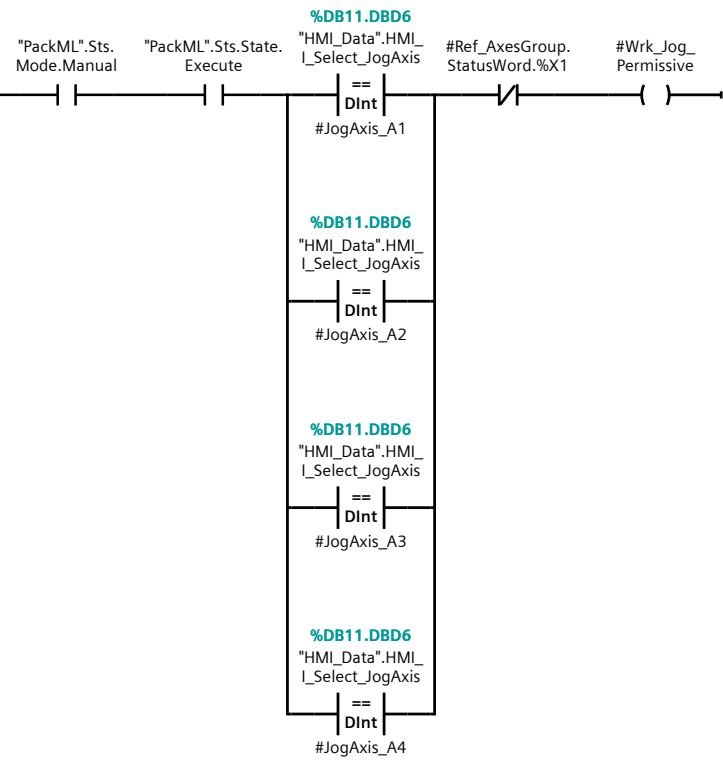 "PackML".Sts.
Mode.Manual
"PackML".Sts.State.
Execute
%DB11.DBD6
"HMI_Data".HMI_
I_Select_JogAxis
==
DInt
#JogAxis_A1
#Ref_AxesGroup.
StatusWord.%X1
#Wrk_Jog_
Permissive
%DB11.DBD6
"HMI_Data".HMI_
I_Select_JogAxis
==
DInt
#JogAxis_A2
%DB11.DBD6
"HMI_Data".HMI_
I_Select_JogAxis
==
DInt
#JogAxis_A3
%DB11.DBD6
"HMI_Data".HMI_
I_Select_JogAxis
==
DInt
#JogAxis_A4